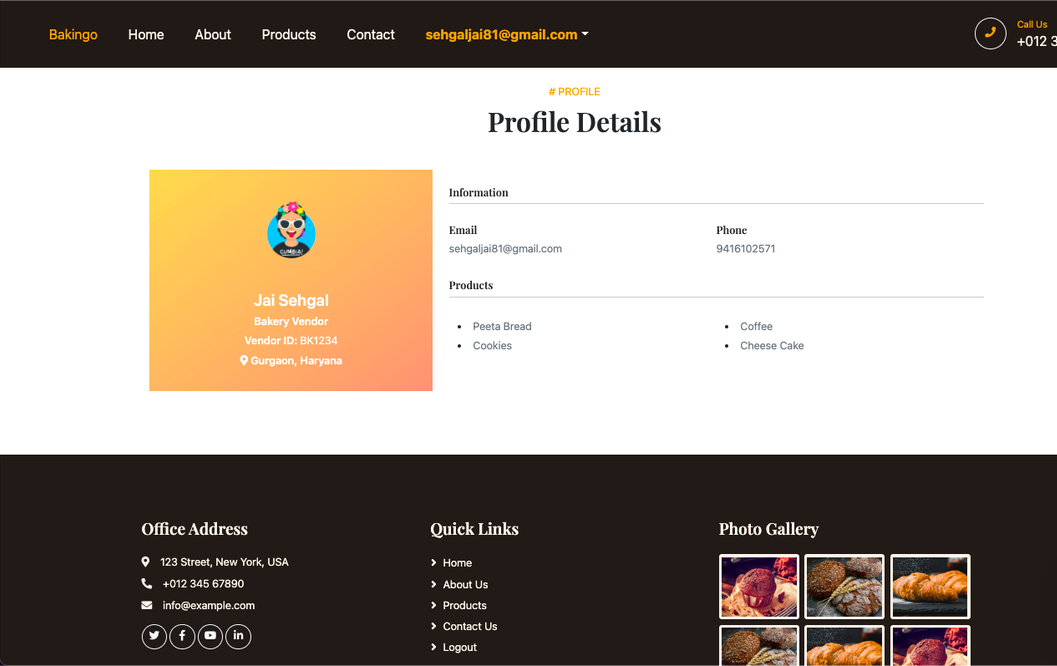 Bakingo Home About Products Contact sehgaljai81@gmail.com
Call Us
+012 3
# PROFILE
Profile Details
Jai Sehgal
Bakery Vendor
Vendor ID: BK1234
Gurgaon, Haryana
Information
Email Phone
sehgaljai81@gmail.com 9416102571
Products
Peeta Bread Coffee
Cookies Cheese Cake
Office Address
123 Street, New York, USA
+012 345 67890
info@example.com
Quick Links
Home
About Us
Products
Contact Us
Logout
Photo Gallery